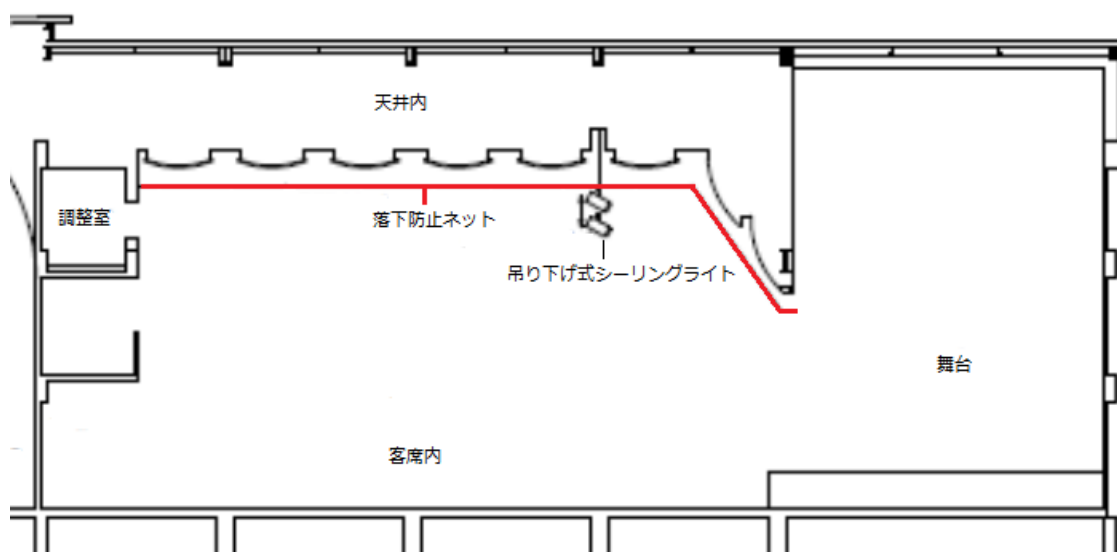 天井内
調整室
落下防止ネット
吊り下げ式シーリングライト
舞台
客席内